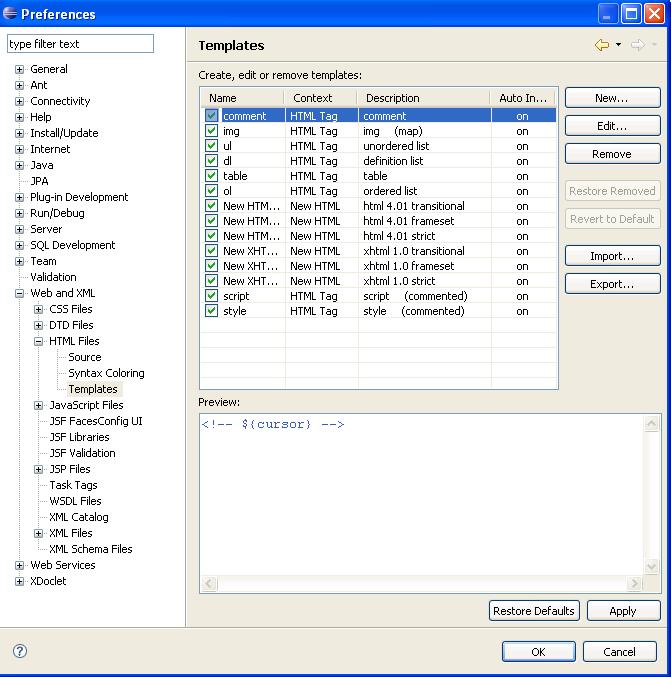 Preferences
type filter text
General
Ant
Connectivity
Help
Install/Update
Internet
Java
JPA
Plug-in Development
Run/Debug
Server
SQL Development
Team
Validation
Web and XML
CSS Files
DTD Files
HTML Files
Source
Syntax Coloring
Templates
JavaScript Files
JSF FacesConfig UI
JSF Libraries
JSF Validation
JSP Files
Task Tags
WSDL Files
XML Catalog
XML Files
XML Schema Files
Web Services
XDoclet
Templates
Create, edit or remove templates:
Name Context Description Auto In...
comment HTML Tag comment on
img HTML Tag img (map) on
ul HTML Tag unordered list on
dl HTML Tag definition list on
table HTML Tag table on
ol HTML Tag ordered list on
New HTM... New HTML html 4.01 transitional on
New HTM... New HTML html 4.01 frameset on
New HTM... New HTML html 4.01 strict on
New XHT... New HTML xhtml 1.0 transitional on
New XHT... New HTML xhtml 1.0 frameset on
New XHT... New HTML xhtml 1.0 strict on
script HTML Tag script (commented) on
style HTML Tag style (commented) on
New...
Edit...
Remove
Restore Removed
Revert to Default
Import...
Export...
Preview:
<!-- ${cursor} -->
Restore Defaults Apply
? OK Cancel